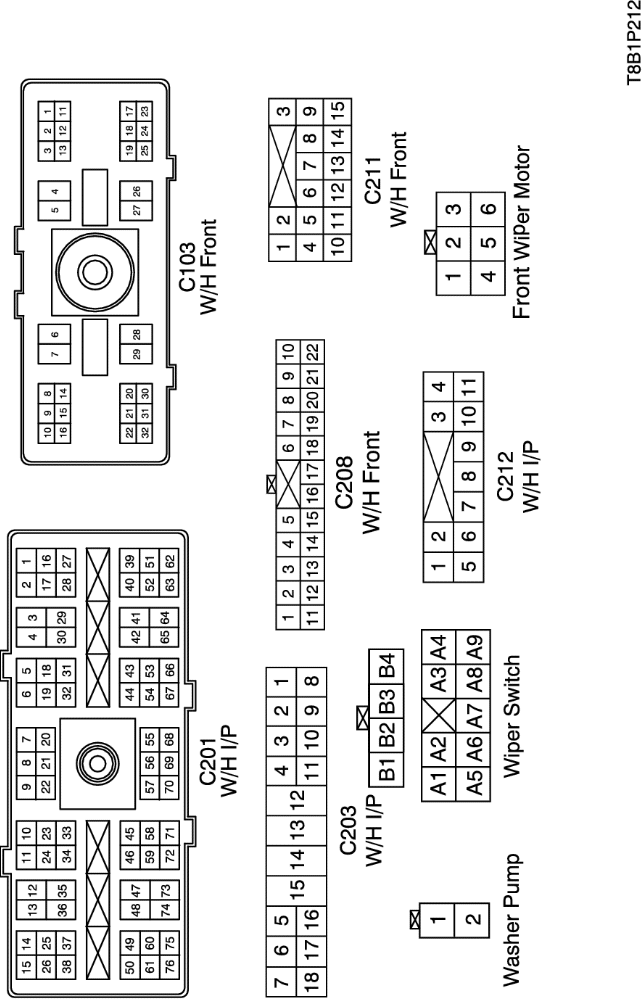 15 14 13 12 11 10 9 8 7 6 5 4 3 2 1
26 25 36 35 24 23 22 21 20 19 18 30 29 17 16
38 37 34 33 32 31 28 27
50 49 48 47 46 45 57 56 55 44 43 42 41 40 39
61 60 59 58 54 53 52 51
76 75 74 73 72 71 70 69 68 67 66 65 64 63 62
C201
W/H I/P
10 9 8 7 6 5 4 3 2 1
16 15 14 13 12 11
22 21 20 29 28 27 26 19 18 17
32 31 30 25 24 23
C103
W/H Front
7 6 5 15 14 13 12 4 3 2 1
18 17 16 11 10 9 8
C203
W/H I/P
1 2 3 4 5 6 7 8 9 10
11 12 13 14 15 16 17 18 19 20 21 22
C208
W/H Front
1 2 3
4 5 6 7 8 9
10 11 12 13 14 15
C211
W/H Front
1
2
Washer Pump
B1 B2 B3 B4
A1 A2 A3 A4
A5 A6 A7 A8 A9
Wiper Switch
1 2 3 4
5 6 7 8 9 10 11
C212
W/H I/P
1 2 3
4 5 6
Front WiPer Motor
T8B1P212